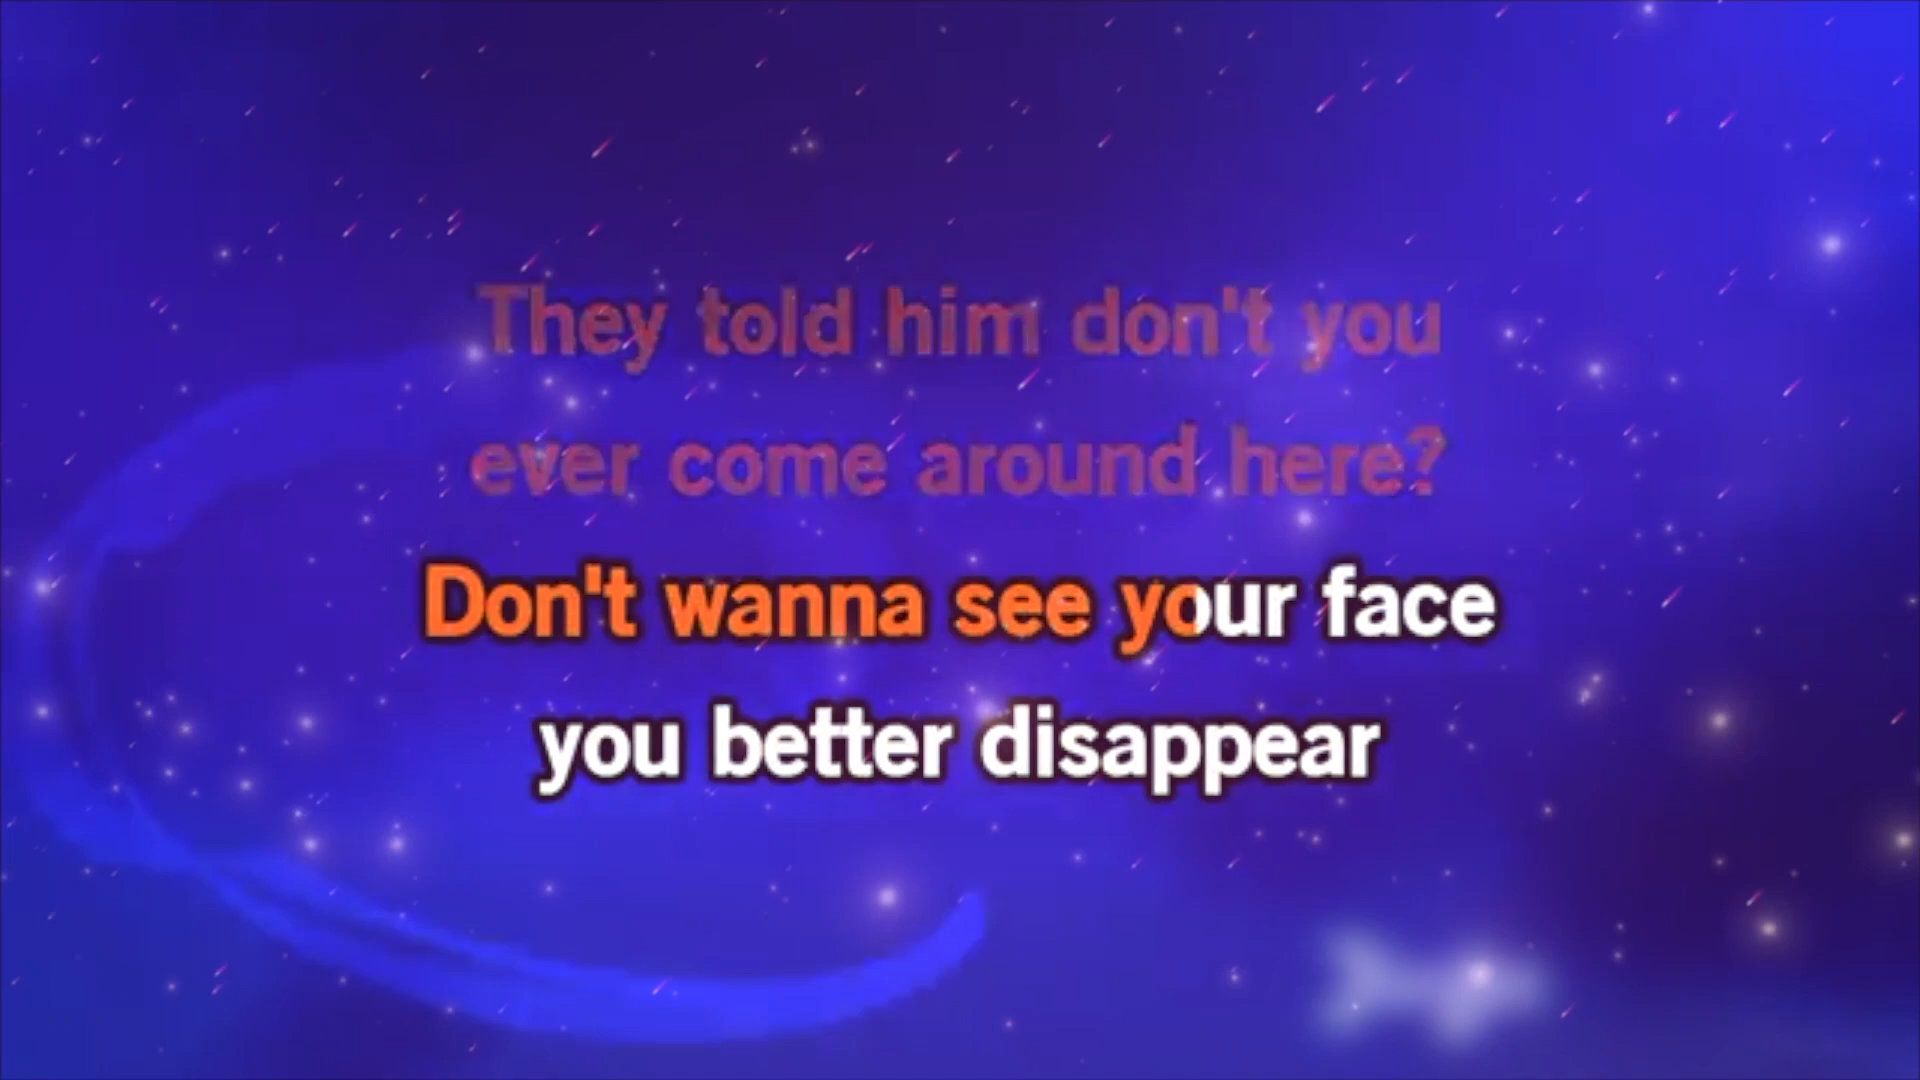 They told him don't you
ever come around here?
Don't wanna see your face
you better disappear